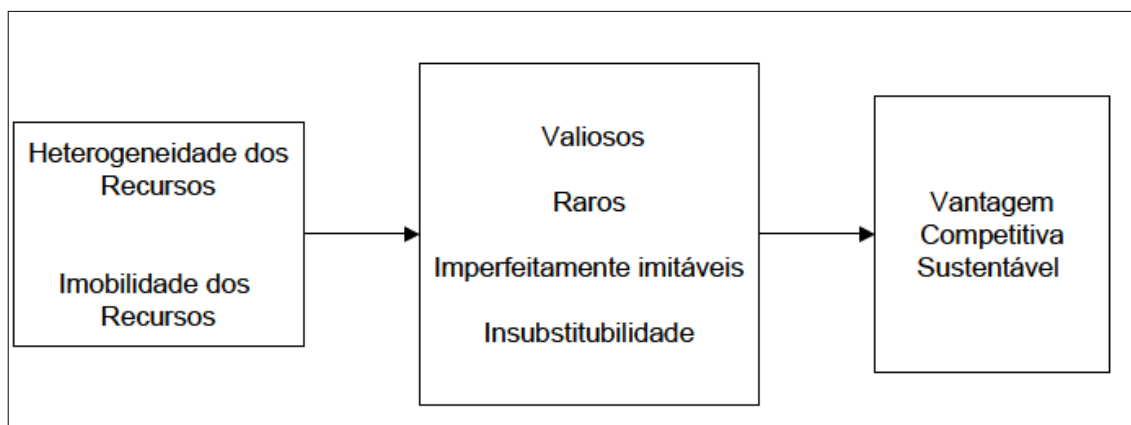 Heterogeneidade dos
Recursos
Imobilidade dos
Recursos
Valiosos
Raros
Imperfeitamente imitáveis
Insubstitubilidade
Vantagem
Competitiva
Sustentável